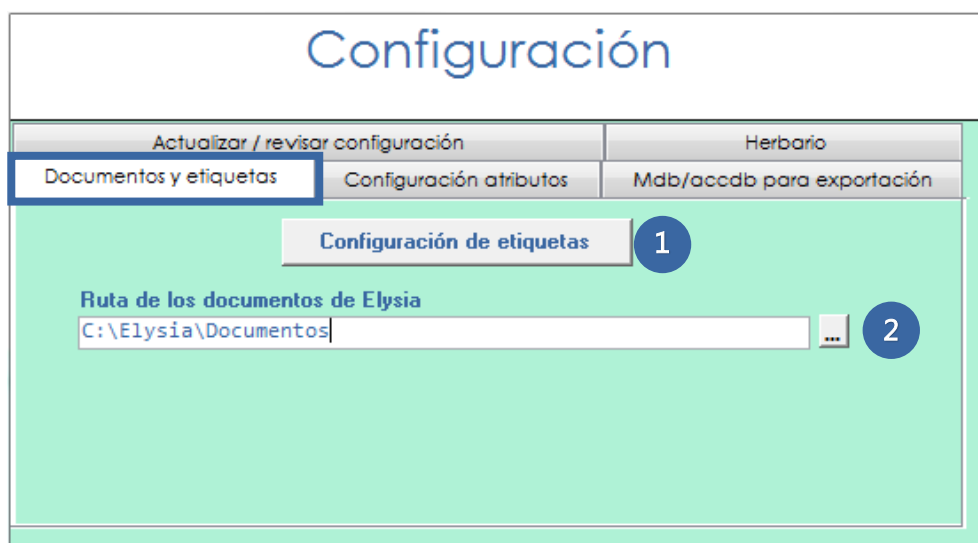 Configuración
Actualizar / revisar configuración Herbario
Documentos y etiquetas Configuración atributos Mdb/accdb para exportación
Configuración de etiquetas 1
Ruta de los documentos de Elysia
C:\Elysia\Documentos ... 2